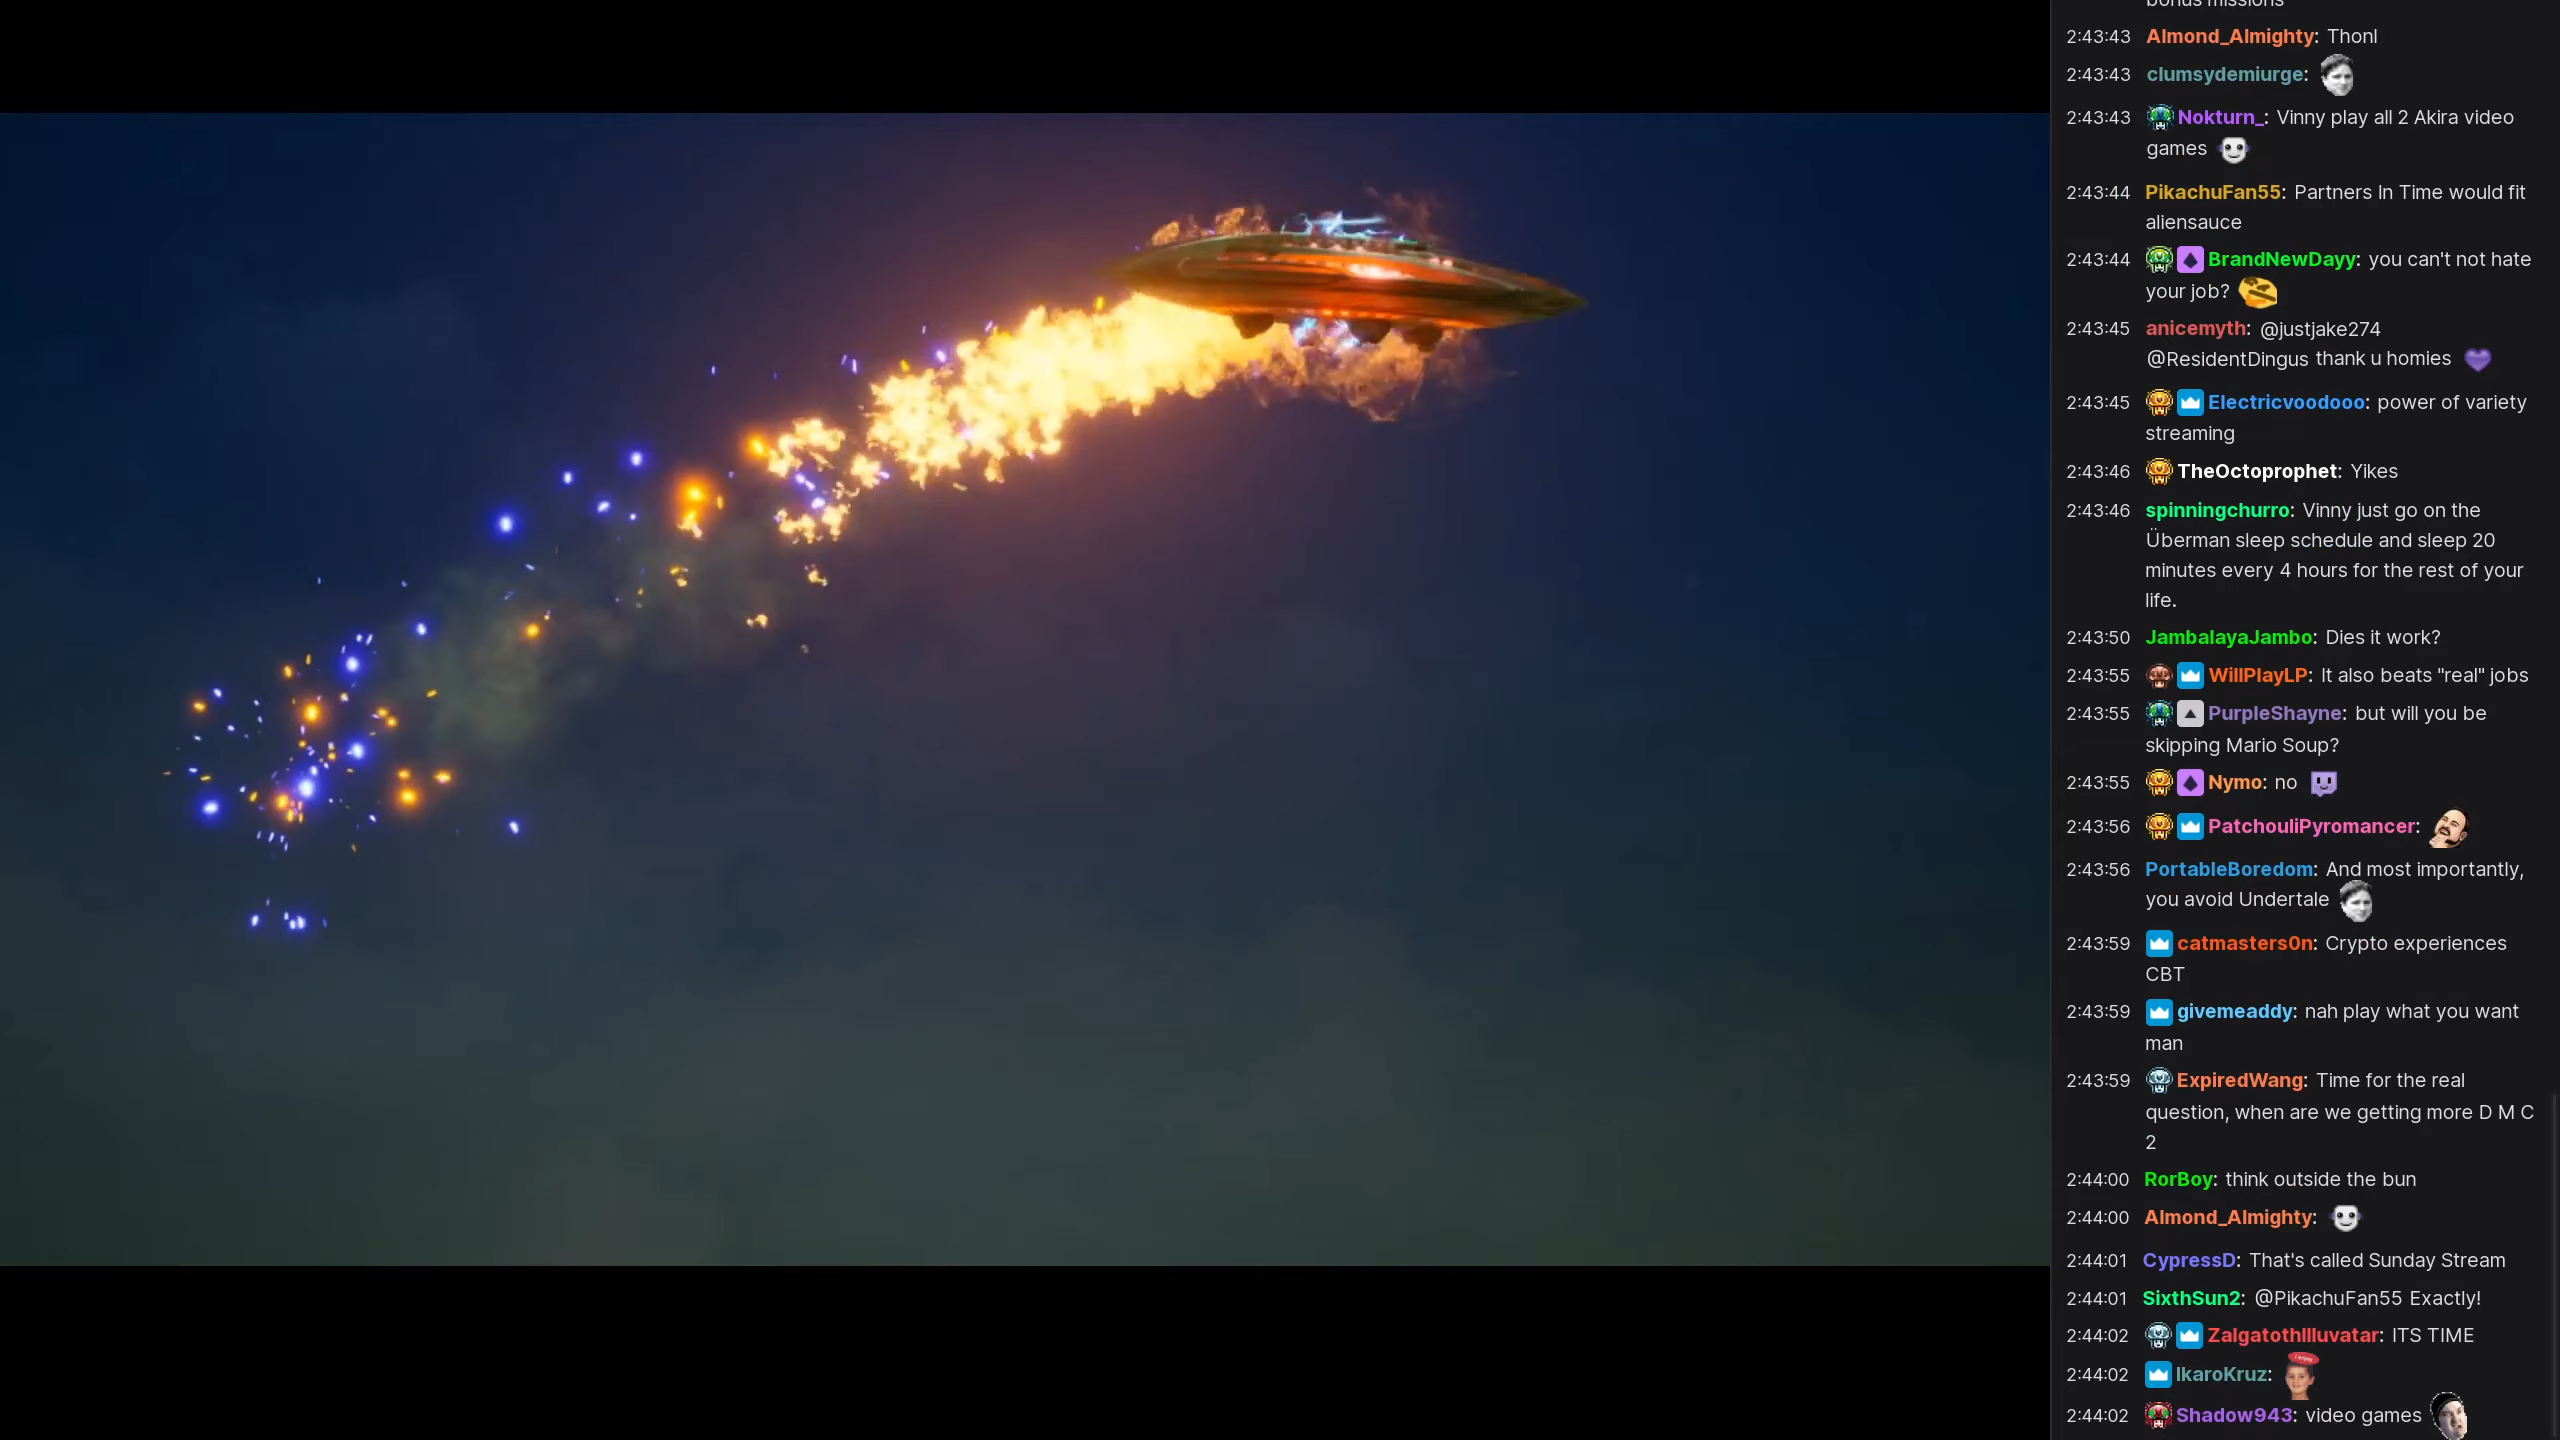 bonus missions
2:43:43 Almond_Almighty: Thonl
2:43:43 clumsydemiurge:
2:43:43 Nokturn_: Vinny play all 2 Akira video
games
2:43:44 PikachuFan55: Partners In Time would fit
aliensauce
2:43:44 BrandNewDayy: you can't not hate
your job?
2:43:45 anicemyth: @justjake274
@ResidentDingus thank u homies
2:43:45 Electricvoodooo: power of variety
streaming
2:43:46 TheOctoprophet: Yikes
2:43:46 spinningchurro: Vinny just go on the
Überman sleep schedule and sleep 20
minutes every 4 hours for the rest of your
life.
2:43:50 JambalayaJambo: Dies it work?
2:43:55 WillPlayLP: It also beats "real" jobs
2:43:55 PurpleShayne: but will you be
skipping Mario Soup?
2:43:55 Nymo: no
2:43:56 PatchouliPyromancer:
2:43:56 PortableBoredom: And most importantly,
you avoid Undertale
2:43:59 catmasters0n: Crypto experiences
CBT
2:43:59 givemeaddy: nah play what you want
man
2:43:59 ExpiredWang: Time for the real
question, when are we getting more D M C
2
2:44:00 RorBoy: think outside the bun
2:44:00 Almond_Almighty:
2:44:01 CypressD: That's called Sunday Stream
2:44:01 SixthSun2: @PikachuFan55 Exactly!
2:44:02 ZalgatothIlluvatar: ITS TIME
2:44:02 IkaroKruz:
2:44:02 Shadow943: video games